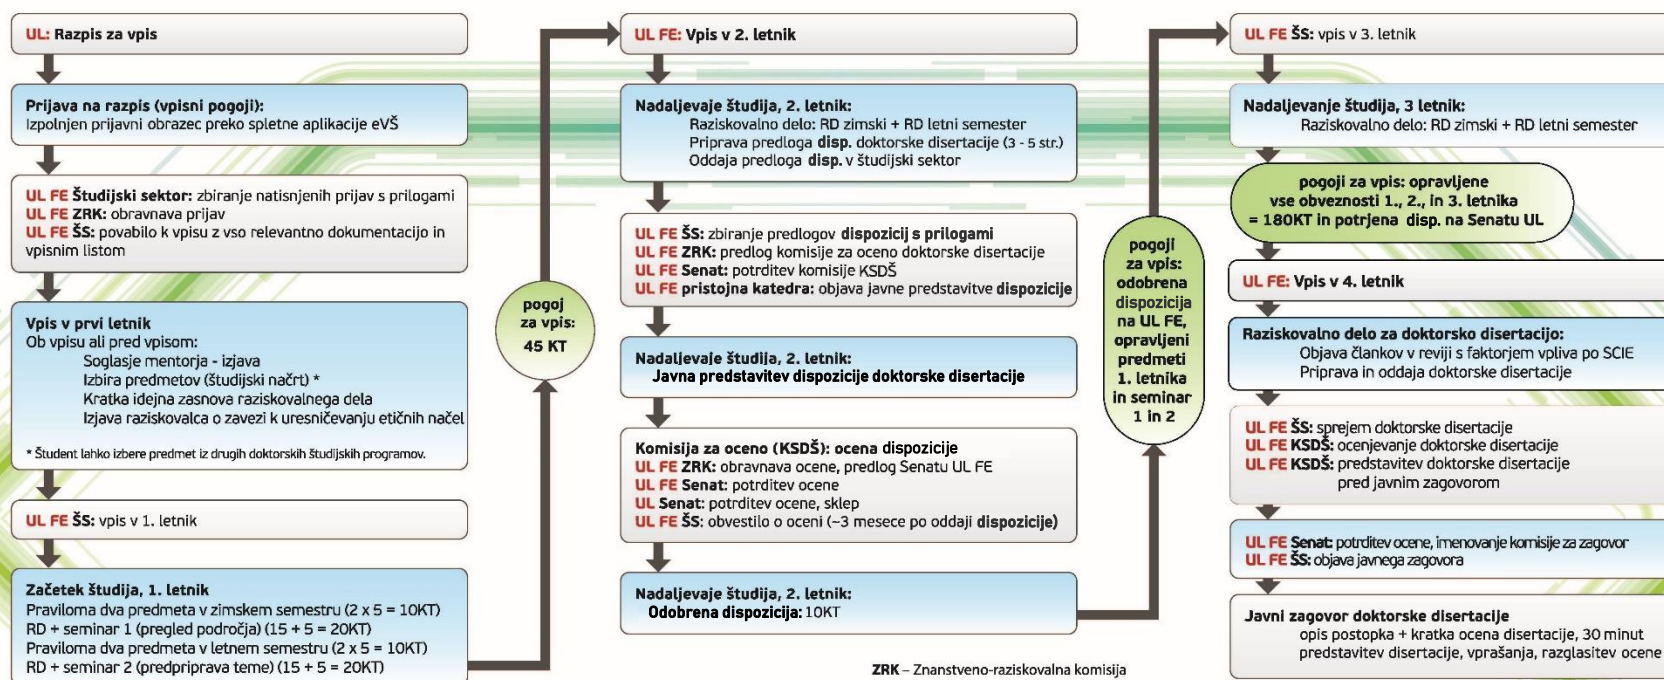 UL: Razpis za vpis
Prijava na razpis (vpisni pogoji):
Izpolnjen prijavni obrazec preko spletne aplikacije eVŠ
UL FE Študijski sektor: zbiranje natisnjenih prijav s prilogami
UL FE ZRK: obravnava prijav
UL FE ŠS: povabilo k vpisu z vso relevantno dokumentacijo in
vpisnim listom
Vpis v prvi letnik
Ob vpisu ali pred vpisom:
Soglasje mentorja - izjava
Izbira predmetov (študijski načrt) *
Kratka idejna zasnova raziskovalnega dela
Izjava raziskovalca o zavezi k uresničevanju etičnih načel
* Študent lahko izbere predmet iz drugih doktorskih študijskih programov.
UL FE ŠS: vpis v 1. letnik
Začetek študija, 1. letnik
Praviloma dva predmeta v zimskem semestru (2 x 5 = 10KT)
RD + seminar 1 (pregled področja) (15 + 5 = 20KT)
Praviloma dva predmeta v letnem semestru (2 x 5 = 10KT)
RD + seminar 2 (predpriprava teme) (15 + 5 = 20KT)
pogoj
za vpis:
45 KT
UL FE: Vpis v 2. letnik
Nadaljevaje študija, 2. letnik:
Raziskovalno delo: RD zimski + RD letni semester
Priprava predloga disp. doktorske disertacije (3 - 5 str.)
Oddaja predloga disp. v študijski sektor
UL FE ŠS: zbiranje predlogov dispozicij s prilogami
UL FE ZRK: predlog komisije za oceno doktorske disertacije
UL FE Senat: potrditev komisije KSDŠ
UL FE pristojna katedra: objava javne predstavitve dispozicije
Nadaljevaje študija, 2. letnik:
Javna predstavitev dispozicije doktorske disertacije
Komisija za oceno (KSDŠ): ocena dispozicije
UL FE ZRK: obravnava ocene, predlog Senatu UL FE
UL FE Senat: potrditev ocene
UL Senat: potrditev ocene, sklep
UL FE ŠS: obvestilo o oceni (~3 mesece po oddaji dispozicije)
Nadaljevaje študija, 2. letnik:
Odobrena dispozicija: 10KT
ZRK – Znanstveno-raziskovalna komisija
pogoji
za vpis:
odobrena
dispozicija
na UL FE,
opravljeni
predmeti
1. letnika
in seminar
1 in 2
UL FE ŠS: vpis v 3. letnik
Nadaljevanje študija, 3 letnik:
Raziskovalno delo: RD zimski + RD letni semester
pogoji za vpis: opravljene
vse obveznosti 1., 2., in 3. letnika
= 180KT in potrjena disp. na Senatu UL
UL FE: Vpis v 4. letnik
Raziskovalno delo za doktorsko disertacijo:
Objava člankov v reviji s faktorjem vpliva po SCIE
Priprava in oddaja doktorske disertacije
UL FE ŠS: sprejem doktorske disertacije
UL FE KSDŠ: ocenjevanje doktorske disertacije
UL FE KSDŠ: predstavitev doktorske disertacije
pred javnim zagovorom
UL FE Senat: potrditev ocene, imenovanje komisije za zagovor
UL FE ŠS: objava javnega zagovora
Javni zagovor doktorske disertacije
opis postopka + kratka ocena disertacije, 30 minut
predstavitev disertacije, vprašanja, razglasitev ocene